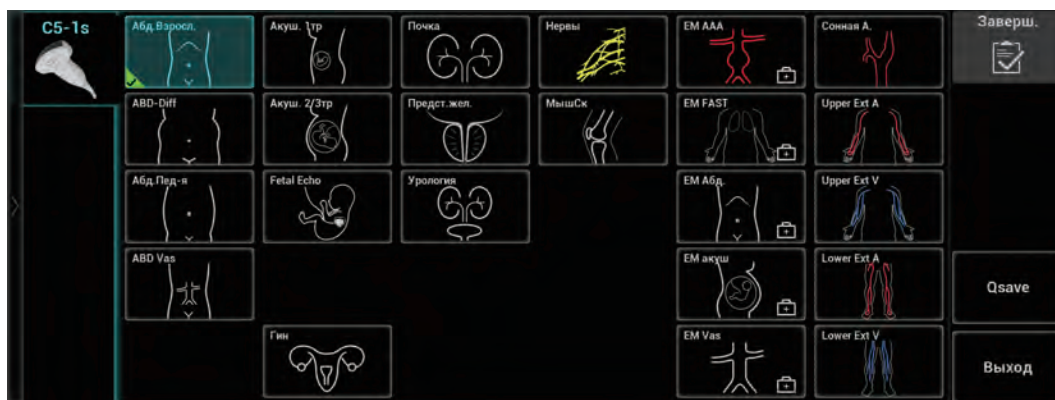 C5-1s
Абд.Взросл.
Акуш. 1тр
Почка
Нервы
EM AAA
Сонная А.
Заверш.
ABD-Diff
Акуш. 2/3тр
Предст.жел.
МышСк
EM FAST
Upper Ext A
Абд.Пед-я
Fetal Echo
Урология
EM Абд.
Upper Ext V
ABD Vas
EM акуш
Lower Ext A
Qsave
Гин
EM Vas
Lower Ext V
Выход